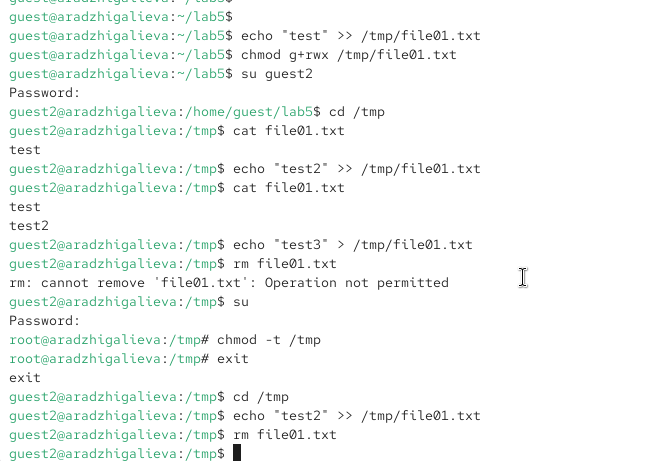 guest@aradzhigalieva:~/lab5$
guest@aradzhigalieva:~/lab5$ echo "test" >> /tmp/file01.txt
guest@aradzhigalieva:~/lab5$ chmod g+rwx /tmp/file01.txt
guest@aradzhigalieva:~/lab5$ su guest2
Password:
guest2@aradzhigalieva:/home/guest/lab5$ cd /tmp
guest2@aradzhigalieva:/tmp$ cat file01.txt
test
guest2@aradzhigalieva:/tmp$ echo "test2" >> /tmp/file01.txt
guest2@aradzhigalieva:/tmp$ cat file01.txt
test
test2
guest2@aradzhigalieva:/tmp$ echo "test3" > /tmp/file01.txt
guest2@aradzhigalieva:/tmp$ rm file01.txt
rm: cannot remove 'file01.txt': Operation not permitted
guest2@aradzhigalieva:/tmp$ su
Password:
root@aradzhigalieva:/tmp# chmod -t /tmp
root@aradzhigalieva:/tmp# exit
exit
guest2@aradzhigalieva:/tmp$ cd /tmp
guest2@aradzhigalieva:/tmp$ echo "test2" >> /tmp/file01.txt
guest2@aradzhigalieva:/tmp$ rm file01.txt
guest2@aradzhigalieva:/tmp$